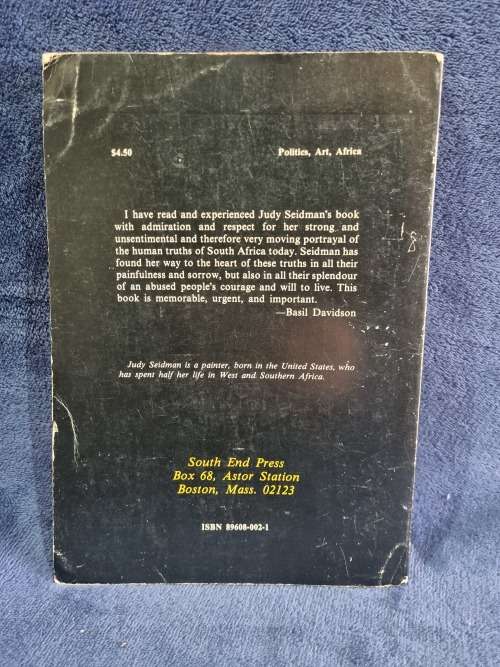 $4.50
Politics, Art, Africa
I have read and experienced Judy Seidman's book
with admiration and respect for her strong and
unsentimental and therefore very moving portrayal of
the human truths of South Africa today. Seidman has
found her way to the heart of these truths in all their
painfulness and sorrow, but also in all their splendour
of an abused people's courage and will to live. This
book is memorable, urgent, and important.
—Basil Davidson
Judy Seidman is a painter, born in the United States, who
has spent half her life in West and Southern Africa.
South End Press
Box 68, Astor Station
Boston, Mass. 02123
ISBN 89608-002-1